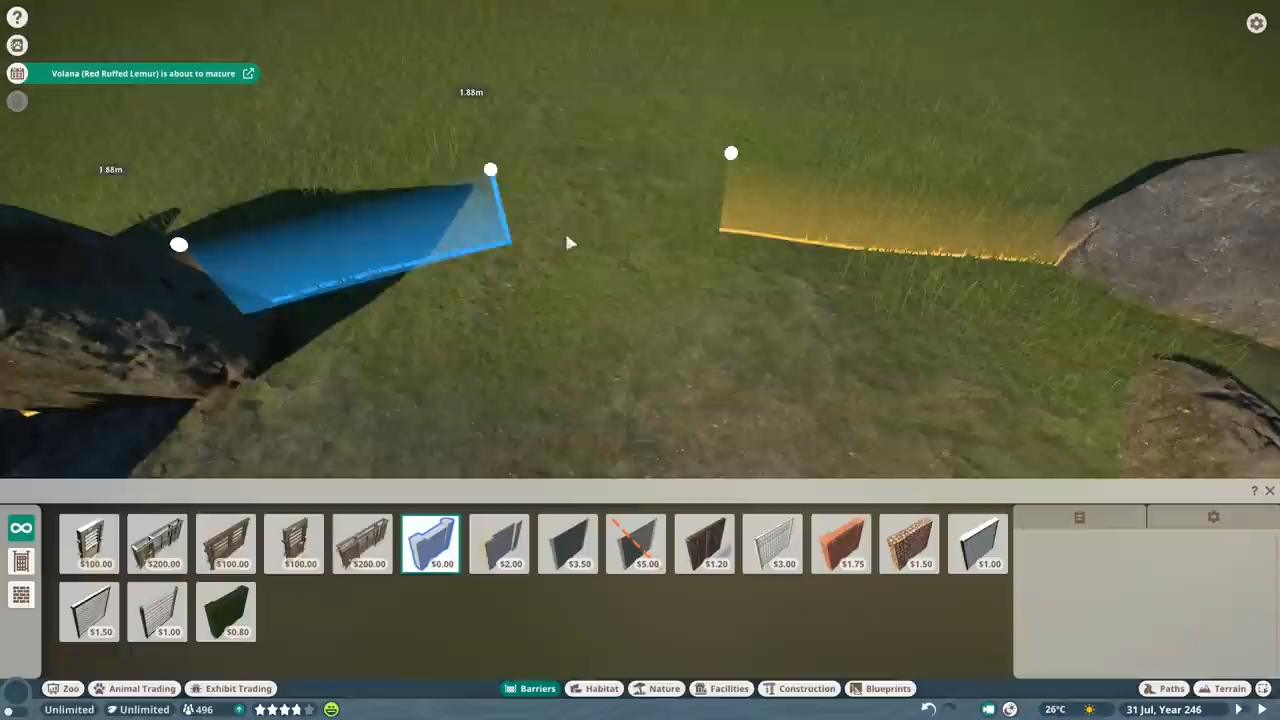 ?
Volana (Red Ruffed Lemur) is about to mature
1.88m
1.88m
?
$100.00 $200.00 $100.00 $100.00 $200.00 $0.00 $2.00 $3.50 $5.00 $1.20 $3.00 $1.75 $1.50 $1.00
$1.50 $1.00 $0.80
Zoo Animal Trading Exhibit Trading Barriers Habitat Nature Facilities Construction Blueprints Paths Terrain
Unlimited Unlimited 496 26°C 31 Jul, Year 246